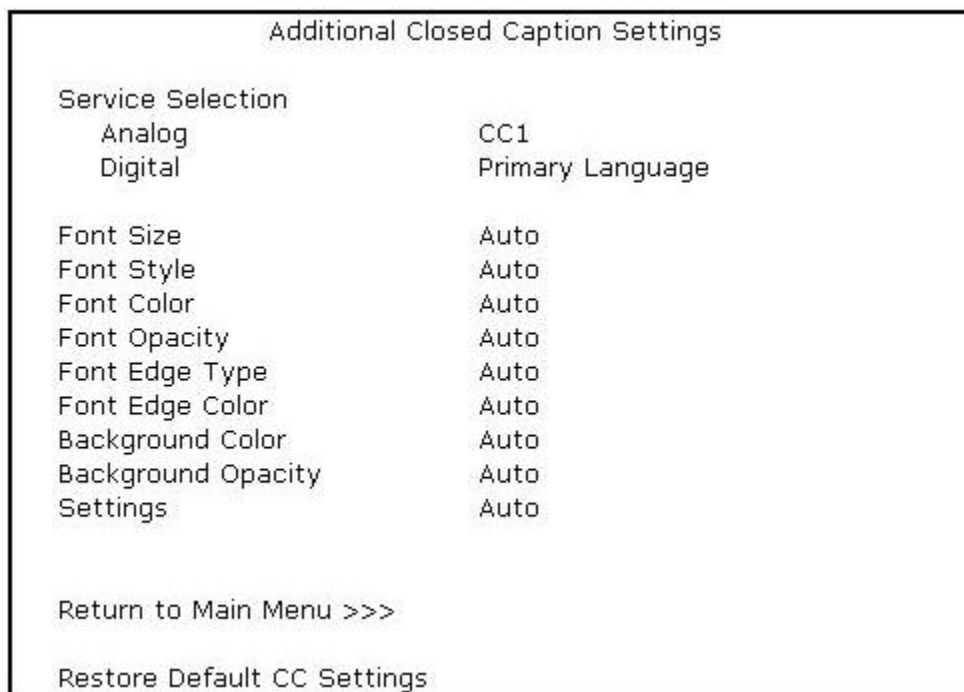 Additional Closed Caption Settings
Service Selection
Analog CC1
Digital Primary Language
Font Size Auto
Font Style Auto
Font Color Auto
Font Opacity Auto
Font Edge Type Auto
Font Edge Color Auto
Background Color Auto
Background Opacity Auto
Settings Auto
Return to Main Menu >>>
Restore Default CC Settings